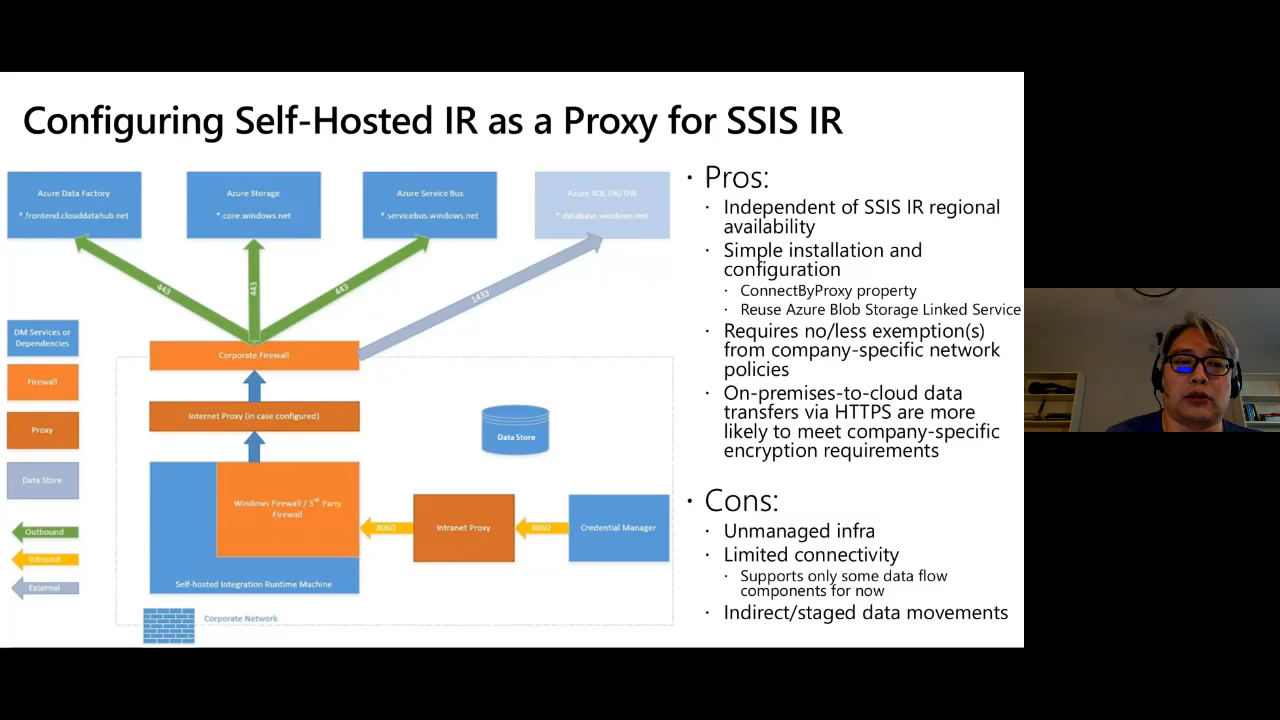 Configuring Self-Hosted IR as a Proxy for SSIS IR
Azure Data Factory
*.frontend.clouddatahub.net
Azure Storage
*.core.windows.net
Azure Service Bus
*.servicebus.windows.net
Azure SQL DB/ DW
*.database.windows.net
443
443
443
1433
DM Services or
Dependencies
Firewall
Proxy
Data Store
Outbound
Inbound
External
Corporate Firewall
Internet Proxy (in case configured)
Windows Firewall / 3rd Party
Firewall
Self-hosted Integration Runtime Machine
Data Store
8060
Intranet Proxy
8060
Credential Manager
Corporate Network
· Pros:
· Independent of SSIS IR regional
availability
· Simple installation and
configuration
· ConnectByProxy property
· Reuse Azure Blob Storage Linked Service
· Requires no/less exemption(s)
from company-specific network
policies
· On-premises-to-cloud data
transfers via HTTPS are more
likely to meet company-specific
encryption requirements
· Cons:
· Unmanaged infra
· Limited connectivity
· Supports only some data flow
components for now
· Indirect/staged data movements